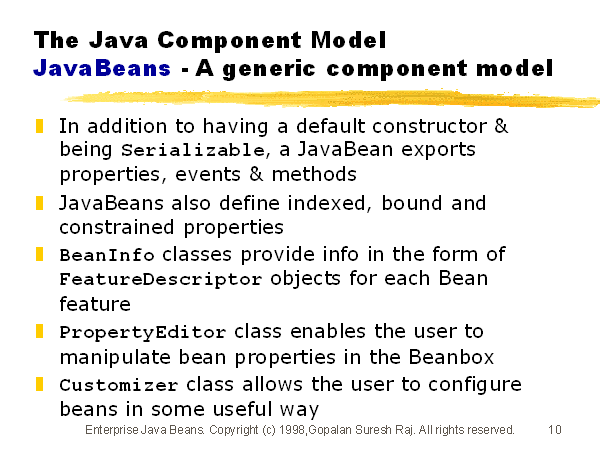 The Java Component Model
JavaBeans - A generic component model
In addition to having a default constructor &
being Serializable, a JavaBean exports
properties, events & methods
JavaBeans also define indexed, bound and
constrained properties
BeanInfo classes provide info in the form of
FeatureDescriptor objects for each Bean
feature
PropertyEditor class enables the user to
manipulate bean properties in the Beanbox
Customizer class allows the user to configure
beans in some useful way
Enterprise Java Beans. Copyright (c) 1998,Gopalan Suresh Raj. All rights reserved. 10